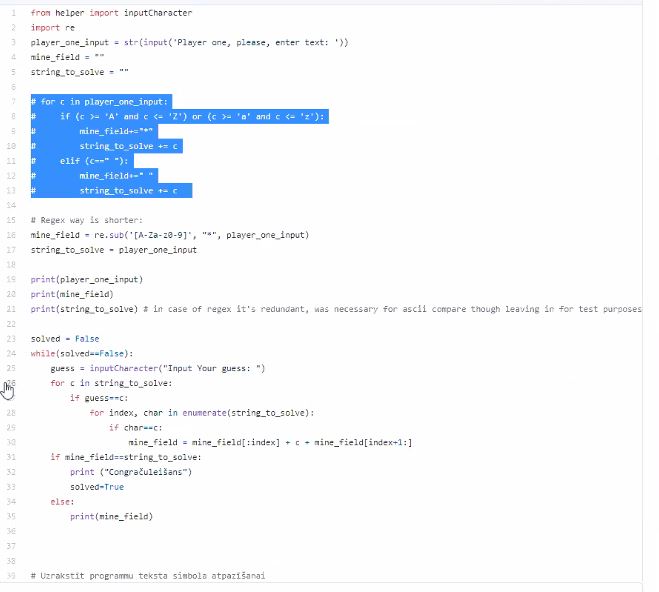 1 from helper import inputCharacter
2 import re
3 player_one_input = str(input('Player one, please, enter text: '))
4 mine_field = ""
5 string_to_solve = ""
6
7 # for c in player_one_input:
8 #     if (c >= 'A' and c <= 'Z') or (c >= 'a' and c <= 'z'):
9 #         mine_field+="*"
10 #         string_to_solve += c
11 #     elif (c==" "):
12 #         mine_field+=" "
13 #         string_to_solve += c
14
15 # Regex way is shorter:
16 mine_field = re.sub('[A-Za-z0-9]', "*", player_one_input)
17 string_to_solve = player_one_input
18
19 print(player_one_input)
20 print(mine_field)
21 print(string_to_solve) # in case of regex it's redundant, was necessary for ascii compare though leaving in for test purposes
22
23 solved = False
24 while(solved==False):
25     guess = inputCharacter("Input Your guess: ")
26     for c in string_to_solve:
27         if guess==c:
28             for index, char in enumerate(string_to_solve):
29                 if char==c:
30                     mine_field = mine_field[:index] + c + mine_field[index+1:]
31     if mine_field==string_to_solve:
32         print ("Congračuleišans")
33         solved=True
34     else:
35         print(mine_field)
36
37
38
39 # Uzrakstīt programmu teksta simbola atpazīšanai